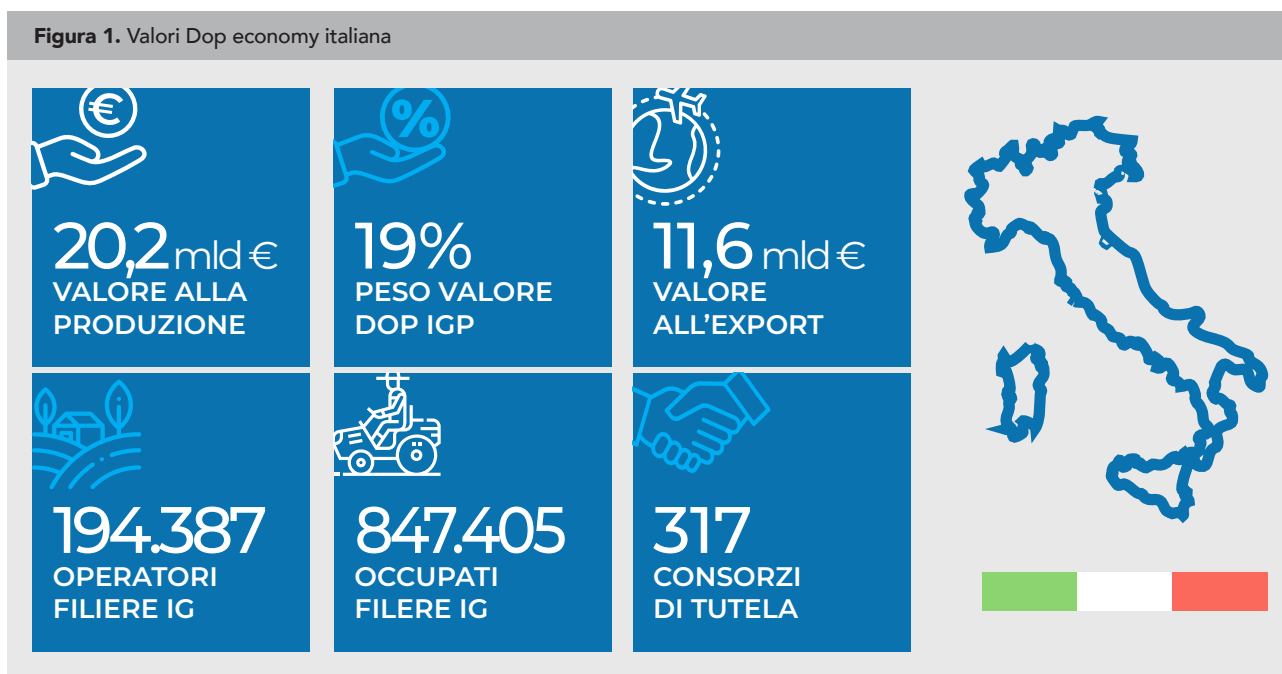 Figura 1. Valori Dop economy italiana
€
20,2 mld €
VALORE ALLA
PRODUZIONE
%
19%
PESO VALORE
DOP IGP
11,6 mld €
VALORE
ALL'EXPORT
194.387
OPERATORI
FILIERE IG
847.405
OCCUPATI
FILERE IG
317
CONSORZI
DI TUTELA